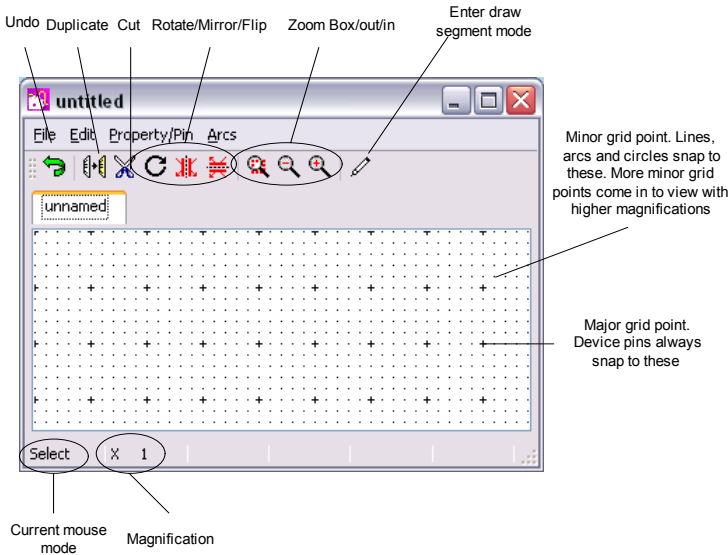 Enter draw
segment mode
Undo Duplicate Cut Rotate/Mirror/Flip Zoom Box/out/in
untitled
File Edit Property/Pin Arcs
unnamed
Minor grid point. Lines,
arcs and circles snap to
these. More minor grid
points come in to view with
higher magnifications
Major grid point.
Device pins always
snap to these
Select X 1
Current mouse
mode
Magnification